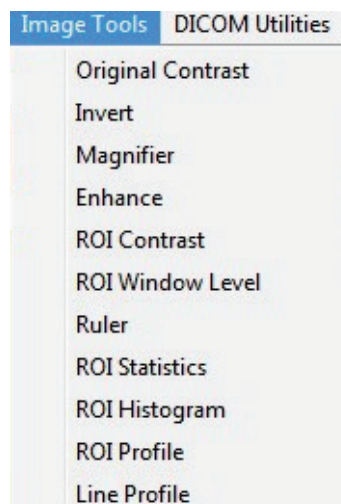 Image Tools DICOM Utilities
Original Contrast
Invert
Magnifier
Enhance
ROI Contrast
ROI Window Level
Ruler
ROI Statistics
ROI Histogram
ROI Profile
Line Profile